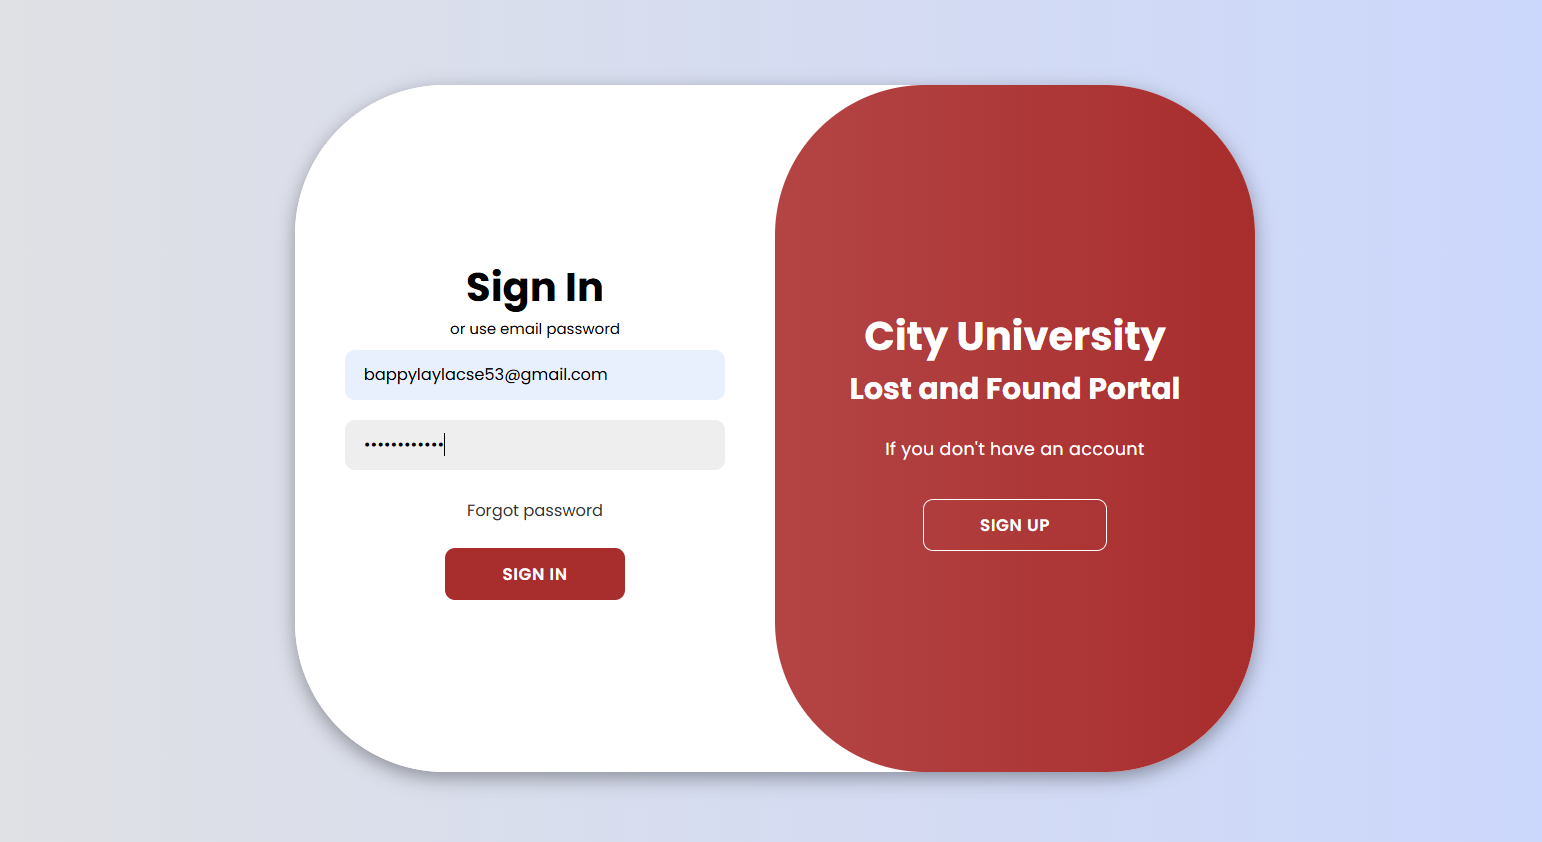 Sign In
or use email password
bappylaylacse53@gmail.com
••••••••••••
Forgot password
SIGN IN
City University
Lost and Found Portal
If you don't have an account
SIGN UP